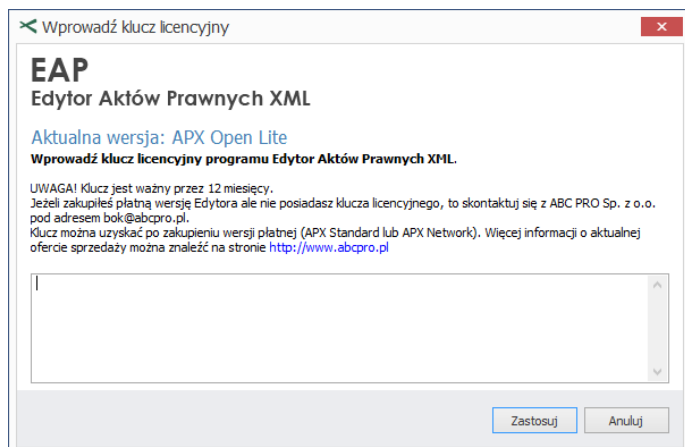 Wprowadź klucz licencyjny
EAP
Edytor Aktów Prawnych XML
Aktualna wersja: APX Open Lite
Wprowadź klucz licencyjny programu Edytor Aktów Prawnych XML.
UWAGA! Klucz jest ważny przez 12 miesięcy.
Jeżeli zakupiłeś płatną wersję Edytora ale nie posiadasz klucza licencyjnego, to skontaktuj się z ABC PRO Sp. z o.o.
pod adresem bok@abcpro.pl.
Klucz można uzyskać po zakupieniu wersji płatnej (APX Standard lub APX Network). Więcej informacji o aktualnej
ofercie sprzedaży można znaleźć na stronie http://www.abcpro.pl
Zastosuj
Anuluj